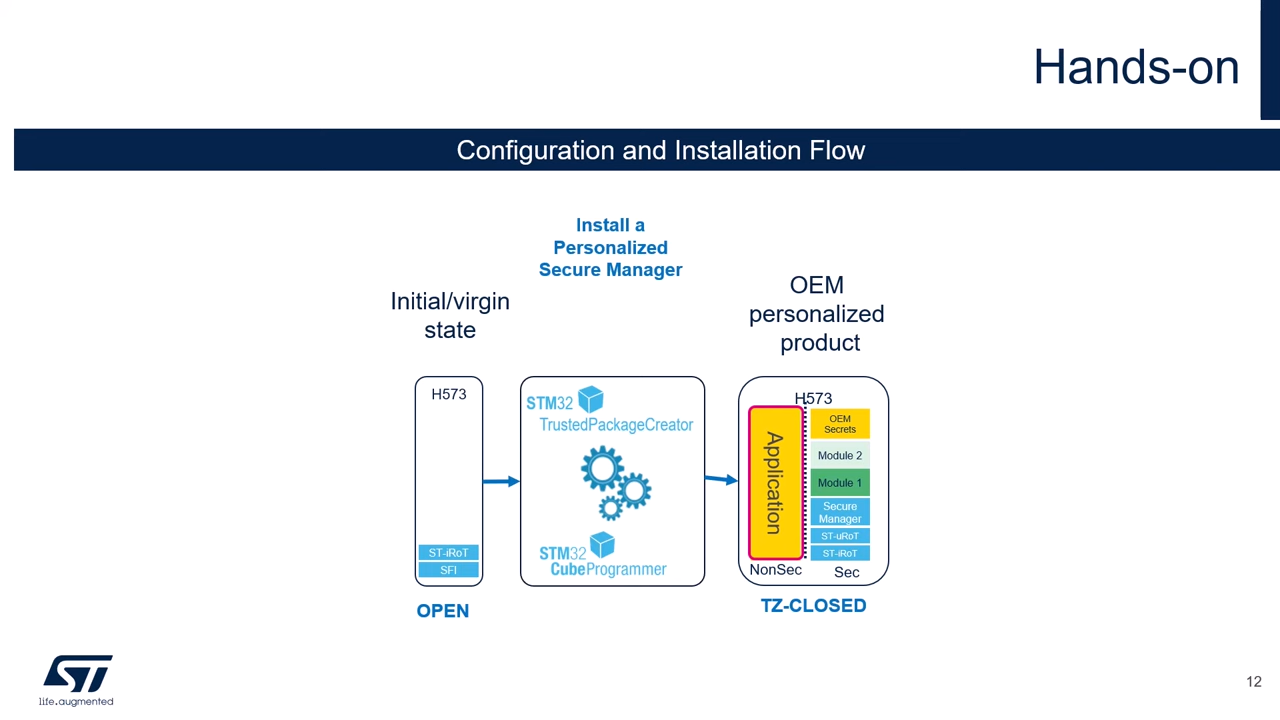 Hands-on
Configuration and Installation Flow
Install a
Personalized
Secure Manager
Initial/virgin
state
OEM
personalized
product
H573
ST-iRoT
SFI
OPEN
STM32
TrustedPackageCreator
STM32
CubeProgrammer
H573
Application
NonSec
OEM
Secrets
Module 2
Module 1
Secure
Manager
ST-uRoT
ST-iRoT
Sec
TZ-CLOSED
ST
life.augmented
12